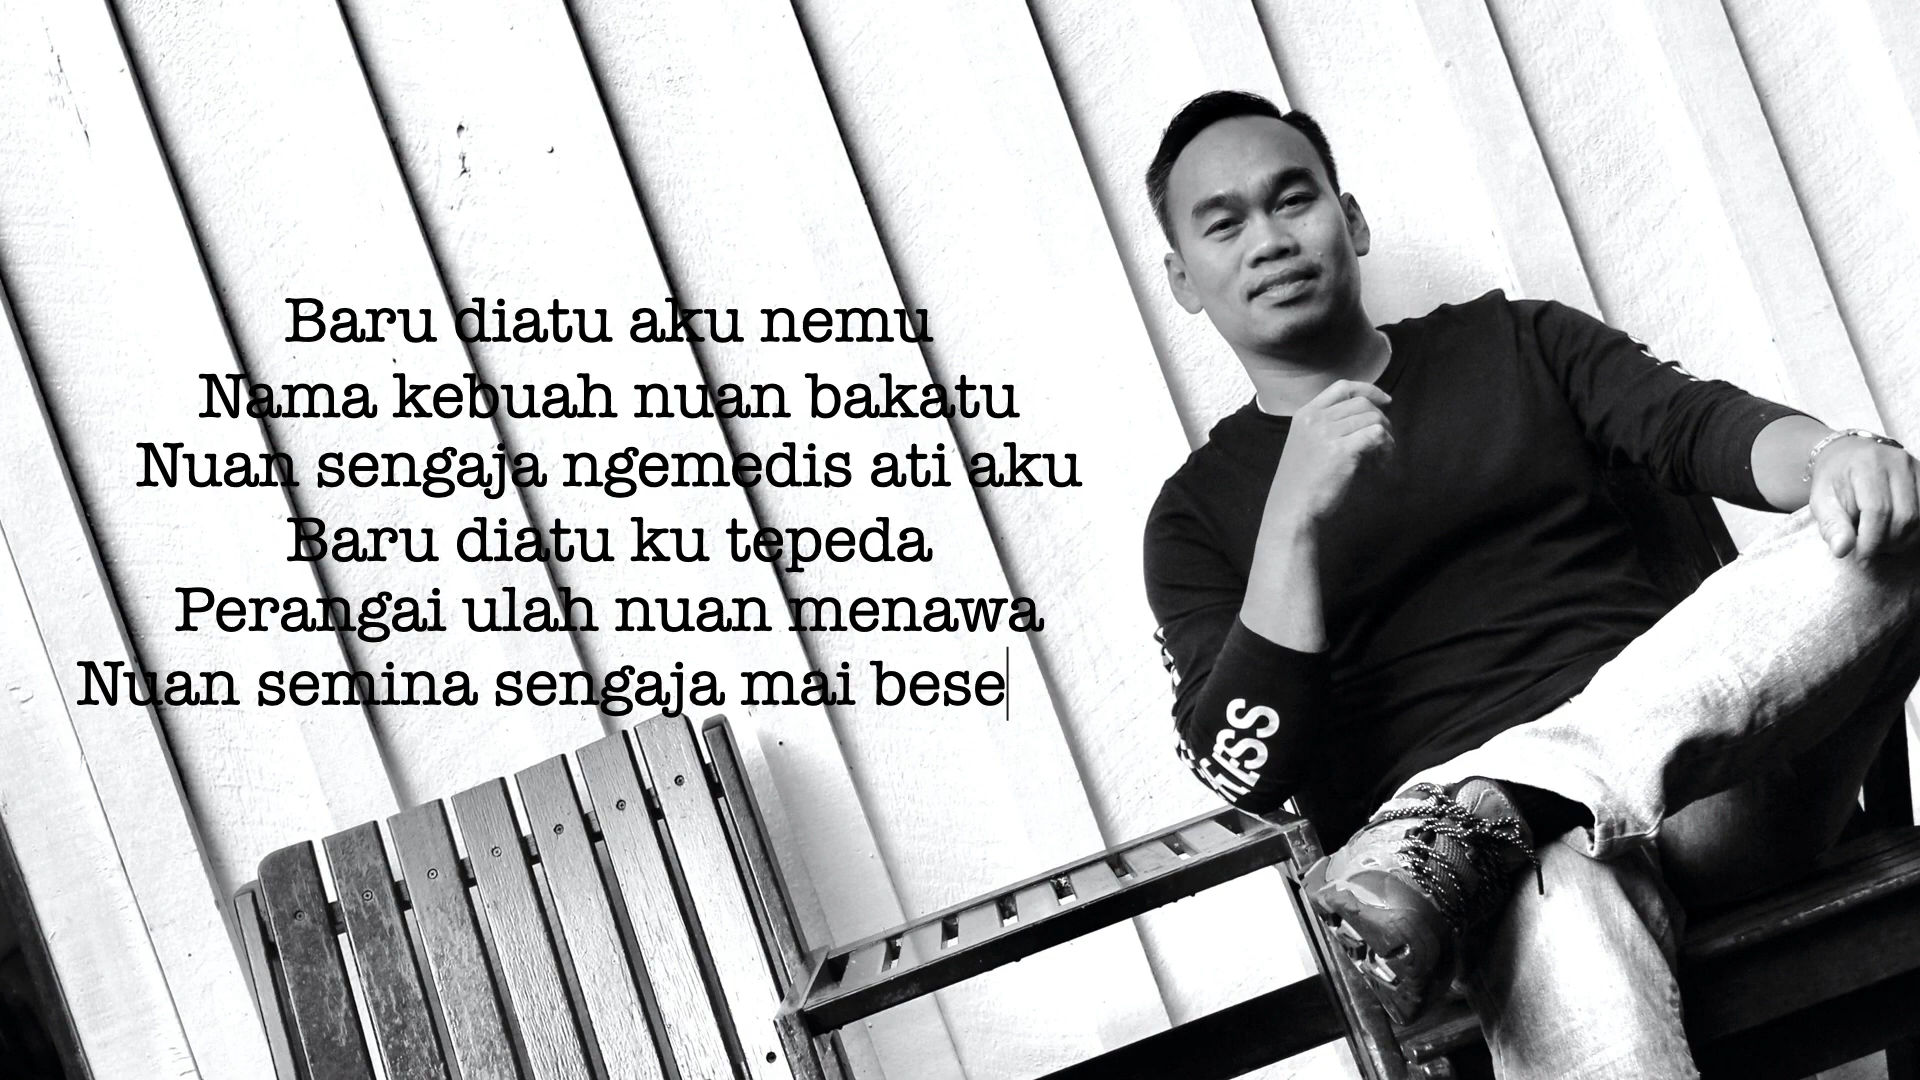 Baru diatu aku nemu
Nama kebuah nuan bakatu
Nuan sengaja ngemedis ati aku
Baru diatu ku tepeda
Perangai ulah nuan menawa
Nuan semina sengaja mai bese